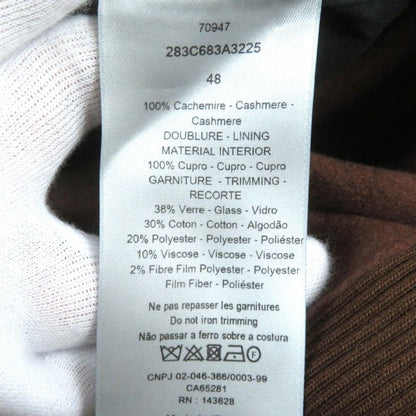 70947
283C683A3225
48
100% Cachemire - Cashmere -
Cashmere
DOUBLURE - LINING
MATERIAL INTERIOR
100% Cupro - Cupro - Cupro
GARNITURE - TRIMMING -
RECORTE
38% Verre - Glass - Vidro
30% Coton - Cotton - Algodão
20% Polyester - Polyester - Poliéster
10% Viscose - Viscose - Viscose
2% Fibre Film Polyester - Polyester
Film Fiber - Poliéster
Ne pas repasser les garnitures
Do not iron trimming
Não passar a ferro sobre a costura
CNPJ 02-046-366/0003-99
CA65281
RN : 143628